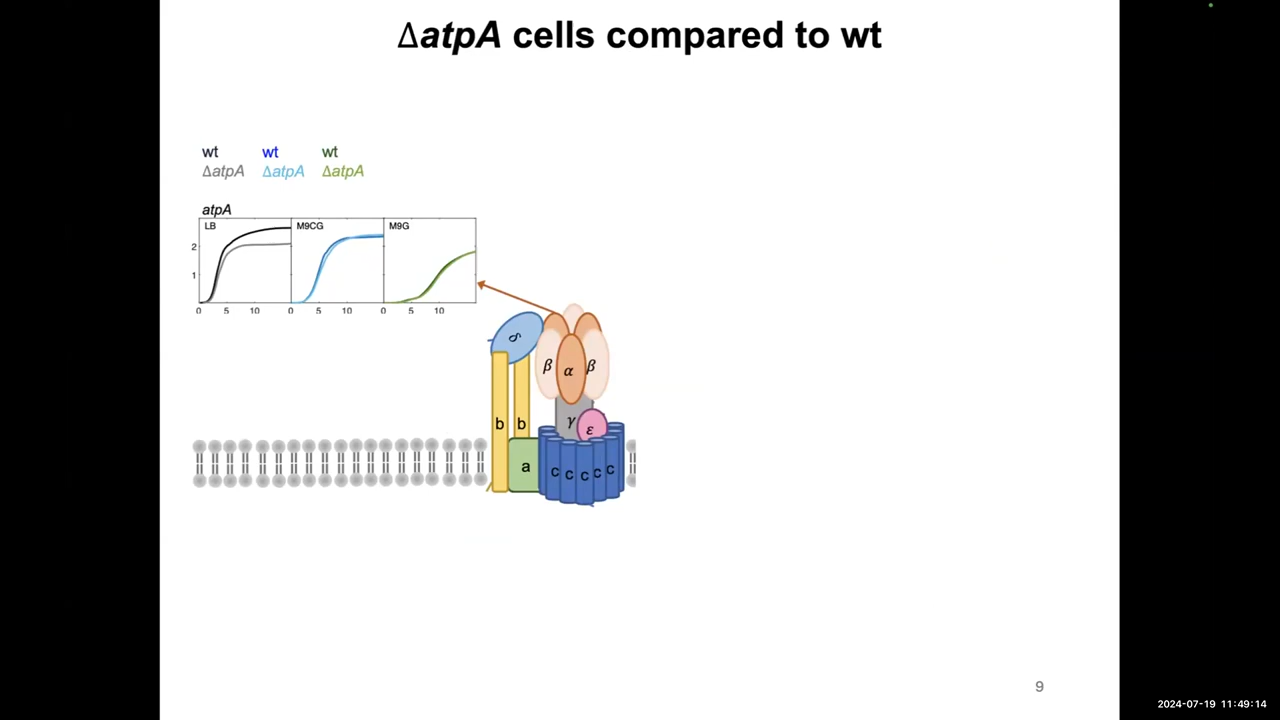 ΔatpA cells compared to wt
wt wt wt
ΔatpA ΔatpA ΔatpA
atpA
LB M9CG M9G
2
1
0 5 10 0 5 10 0 5 10
δ
β α β
b b γ ε
a c c c c c
9
2024-07-19 11:49:14